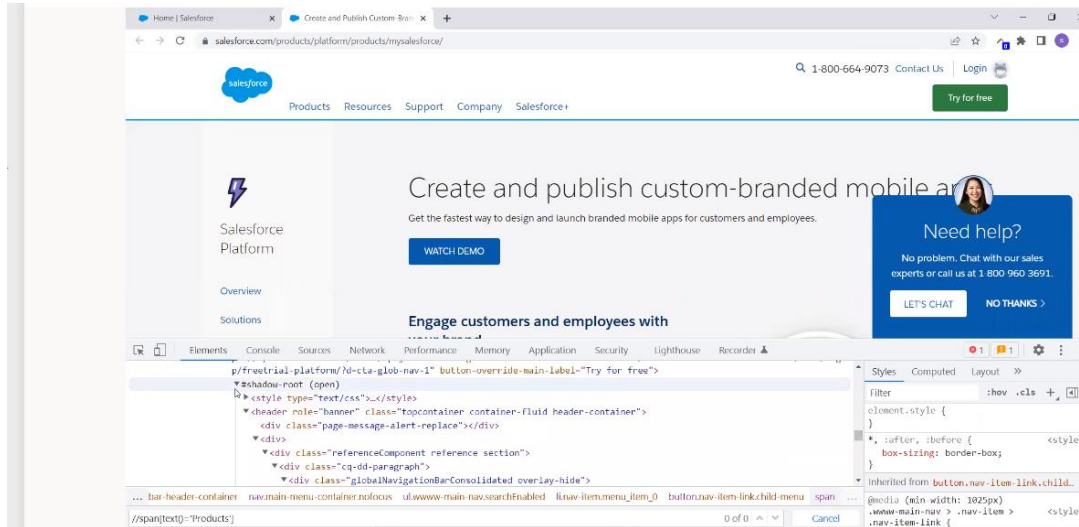 Home | Salesforce
Create and Publish Custom-Bran
salesforce.com/products/platform/products/mysalesforce/
salesforce
1-800-664-9073 Contact Us Login
Products Resources Support Company Salesforce+
Try for free
Salesforce
Platform
Overview
Solutions
Create and publish custom-branded mobile
Get the fastest way to design and launch branded mobile apps for customers and employees.
WATCH DEMO
Engage customers and employees with
Need help?
No problem. Chat with our sales
experts or call us at 1 800 960 3691.
LET'S CHAT NO THANKS >
Elements Console Sources Network Performance Memory Application Security Lighthouse Recorder
1 1
p/freetrial-platform/?d-cta-glob-nav-1" button-override-main-label="Try for free">
▼#shadow-root (open)
▶<style type="text/css">…</style>
▼<header role="banner" class="topcontainer container-fluid header-container">
<div class="page-message-alert-replace"></div>
▼<div>
▼<div class="referenceComponent reference section">
▼<div class="cq-dd-paragraph">
▼<div class="globalNavigationBarConsolidated overlay-hide">
... bar-header-container nav.main-menu-container.nofocus ul.www-main-nav.searchEnabled li.nav-item.menu_item_0 button.nav-item-link.child-menu span ...
//span[text()='Products']
0 of 0 Cancel
Styles Computed Layout »
Filter :hov .cls +
element.style {
}
*, :after, :before { <style
box-sizing: border-box;
}
Inherited from button.nav-item-link.child…
@media (min-width: 1025px)
.www-main-nav > .nav-item > <style
.nav-item-link {